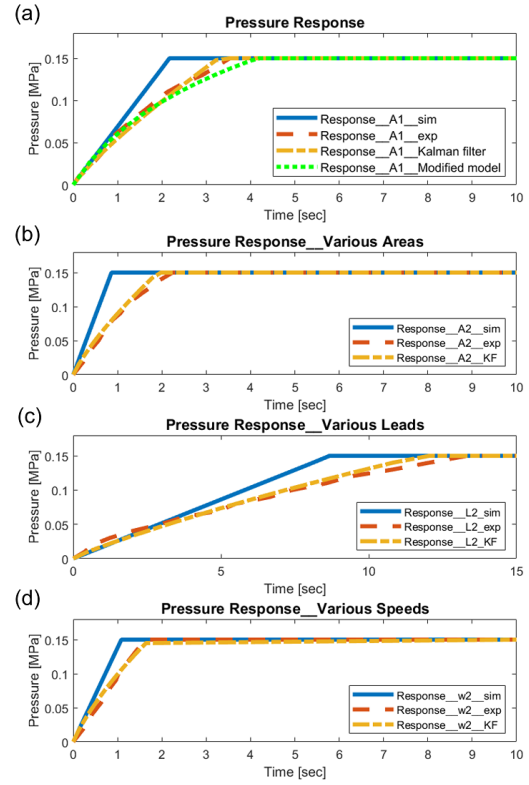 (a)
Pressure Response
Pressure [MPa]
0.15
0.1
0.05
0
Response__A1__sim
Response__A1__exp
Response__A1__Kalman filter
Response__A1__Modified model
0 1 2 3 4 5 6 7 8 9 10
Time [sec]
(b)
Pressure Response__Various Areas
Pressure [MPa]
0.15
0.1
0.05
0
Response__A2__sim
Response__A2__exp
Response__A2__KF
0 1 2 3 4 5 6 7 8 9 10
Time [sec]
(c)
Pressure Response__Various Leads
Pressure [MPa]
0.15
0.1
0.05
0
Response__L2_sim
Response__L2_exp
Response__L2_KF
0 5 10 15
Time [sec]
(d)
Pressure Response__Various Speeds
Pressure [MPa]
0.15
0.1
0.05
0
Response__w2__sim
Response__w2__exp
Response__w2__KF
0 1 2 3 4 5 6 7 8 9 10
Time [sec]